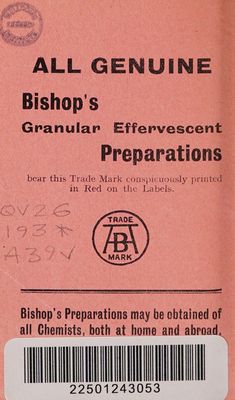 ALL GENUINE
Bishop's
Granular Effervescent
Preparations
bear this Trade Mark conspicuously printed
in Red on the Labels.
QV26
193*
A39V
TRADE
AB
MARK
Bishop's Preparations may be obtained of
all Chemists, both at home and abroad.
22501243053